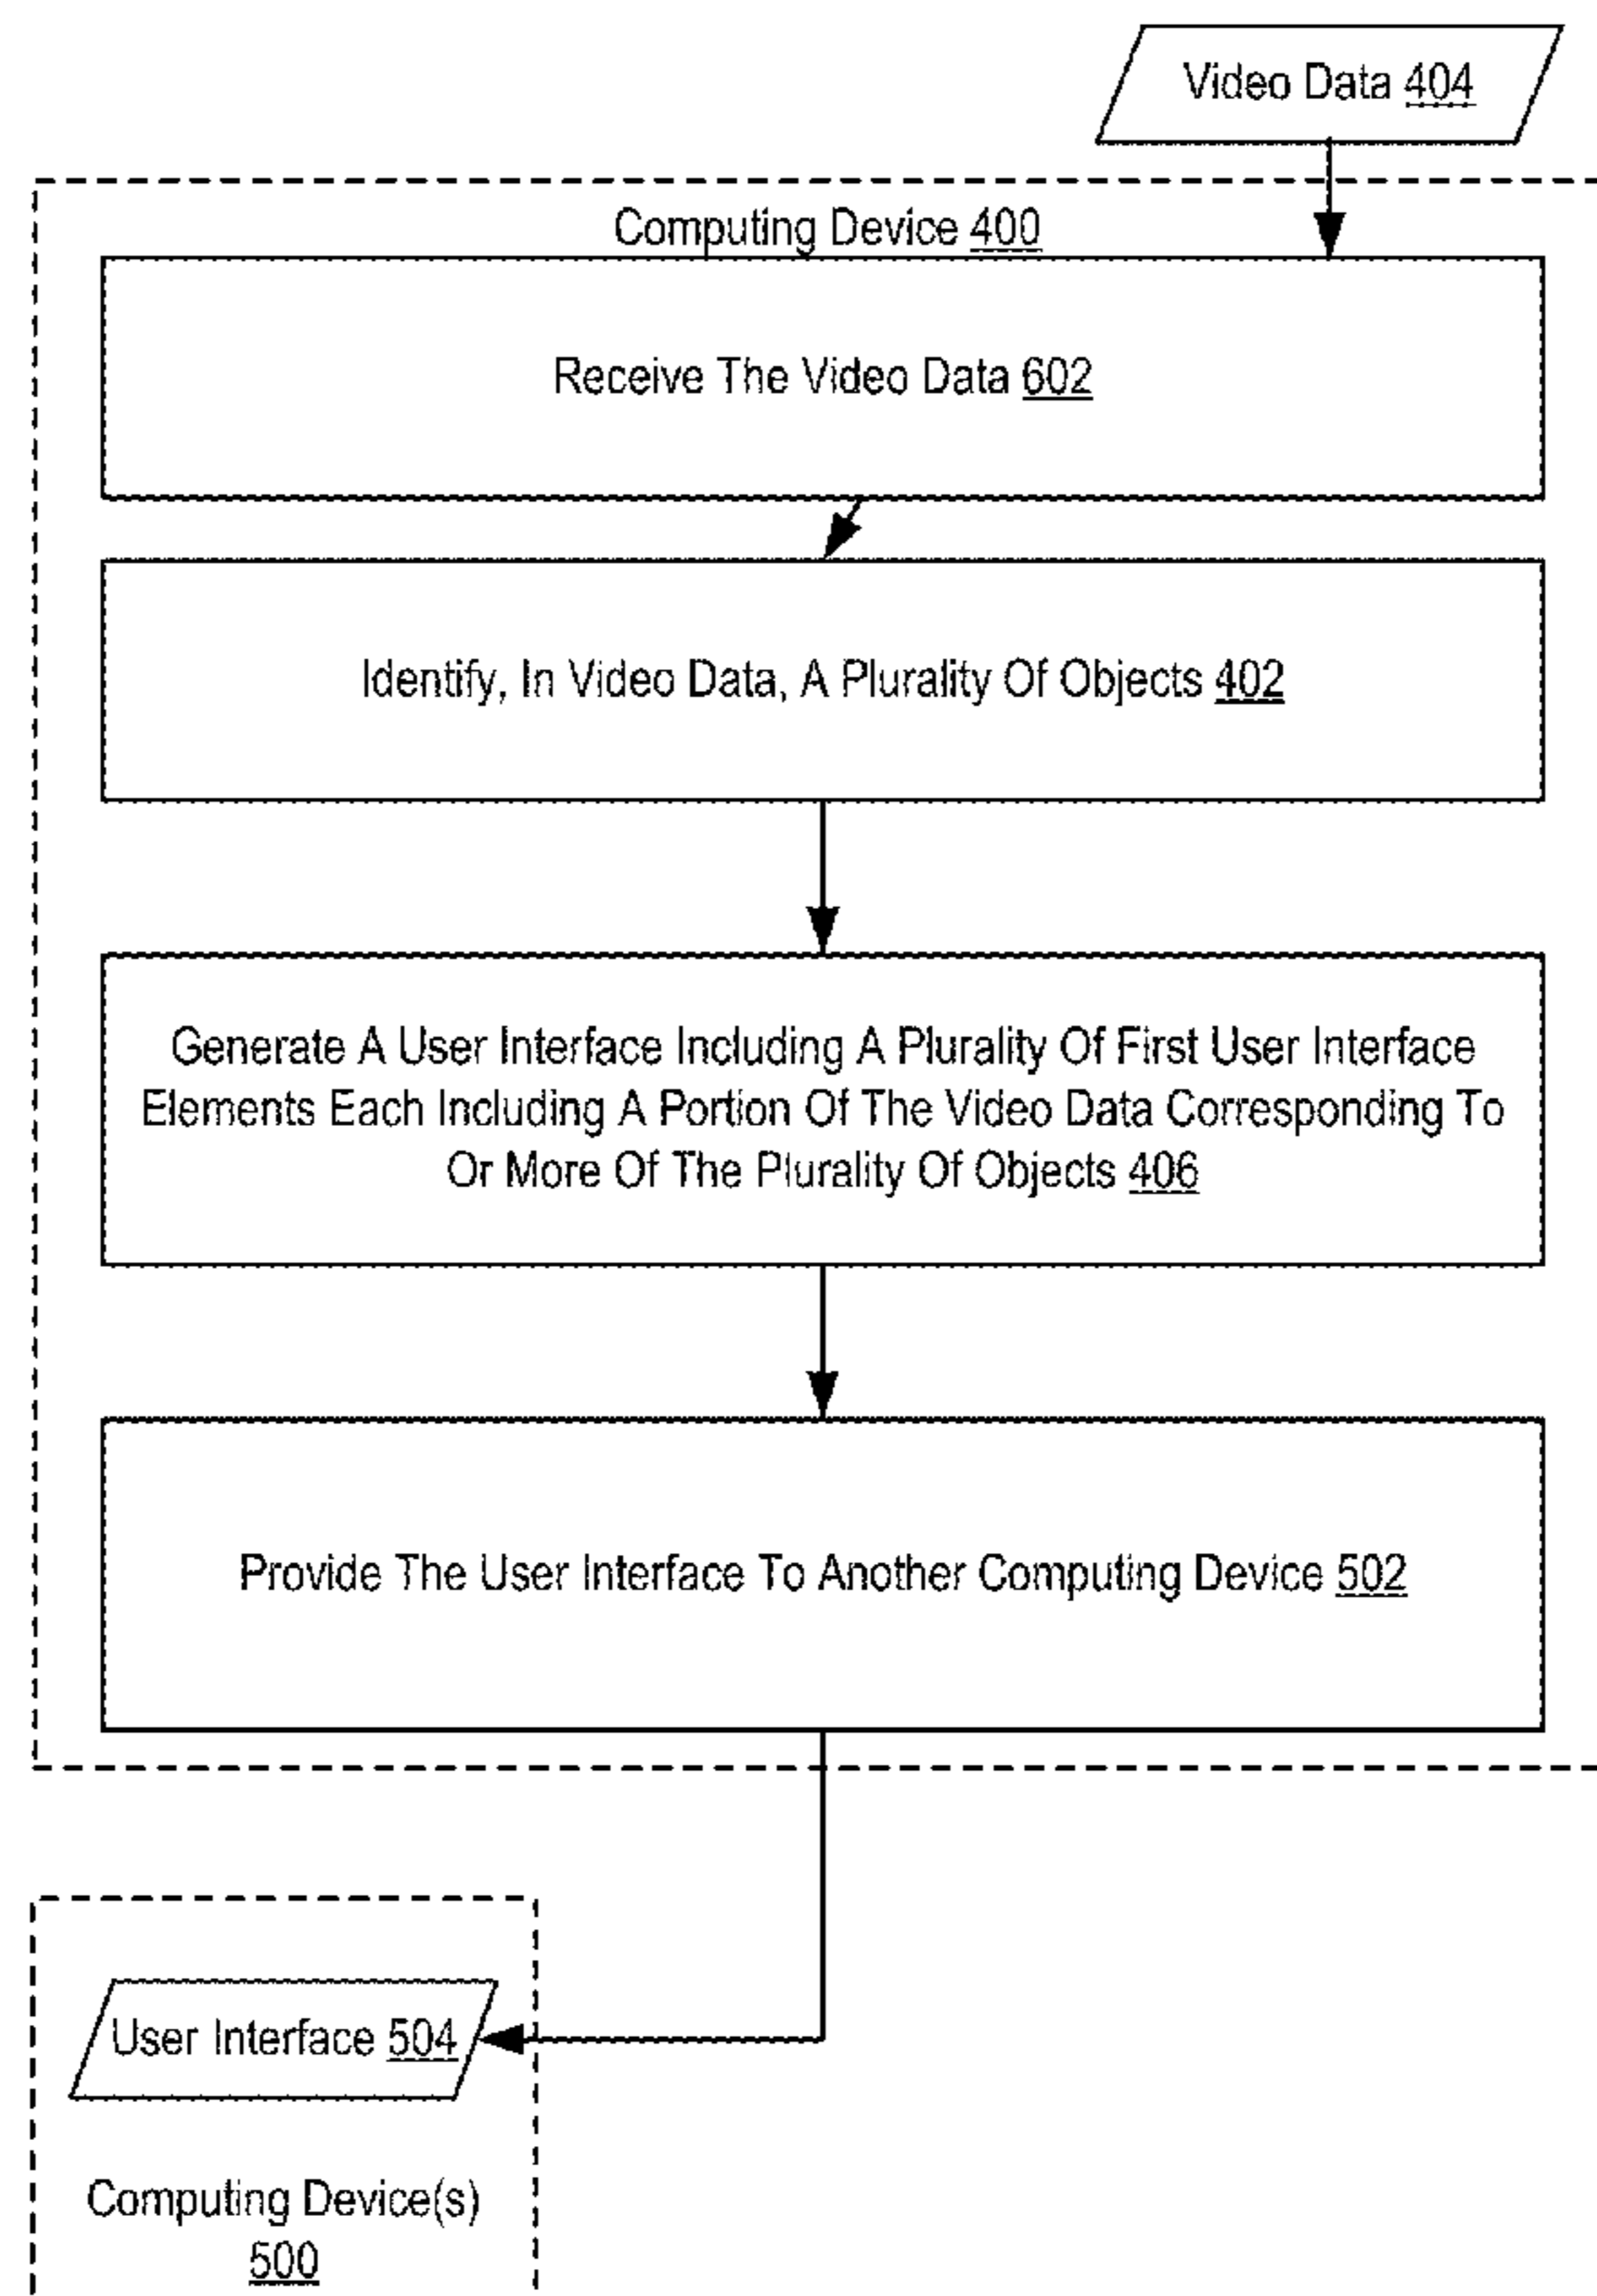 Video Data 404
Computing Device 400
Receive The Video Data 602
Identify, In Video Data, A Plurality Of Objects 402
Generate A User Interface Including A Plurality Of First User Interface
Elements Each Including A Portion Of The Video Data Corresponding To
Or More Of The Plurality Of Objects 406
Provide The User Interface To Another Computing Device 502
User Interface 504
Computing Device(s)
500